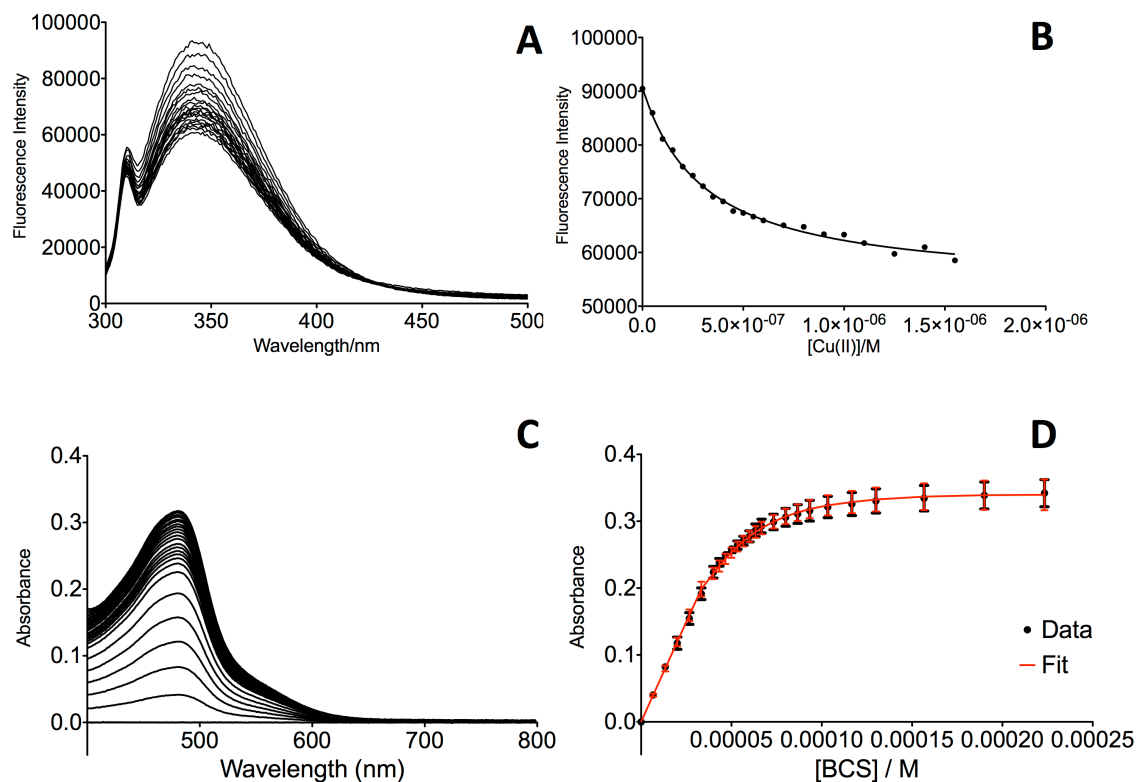 A
100000
80000
60000
40000
20000
0
Fluorescence Intensity
300 350 400 450 500
Wavelength/nm
B
100000
90000
80000
70000
60000
50000
Fluorescence Intensity
0.0 5.0×10⁻⁰⁷ 1.0×10⁻⁰⁶ 1.5×10⁻⁰⁶ 2.0×10⁻⁰⁶
[Cu(II)]/M
C
0.4
0.3
0.2
0.1
0.0
Absorbance
500 600 700 800
Wavelength (nm)
D
0.4
0.3
0.2
0.1
0.0
Absorbance
Data
Fit
0.00005 0.00010 0.00015 0.00020 0.00025
[BCS] / M